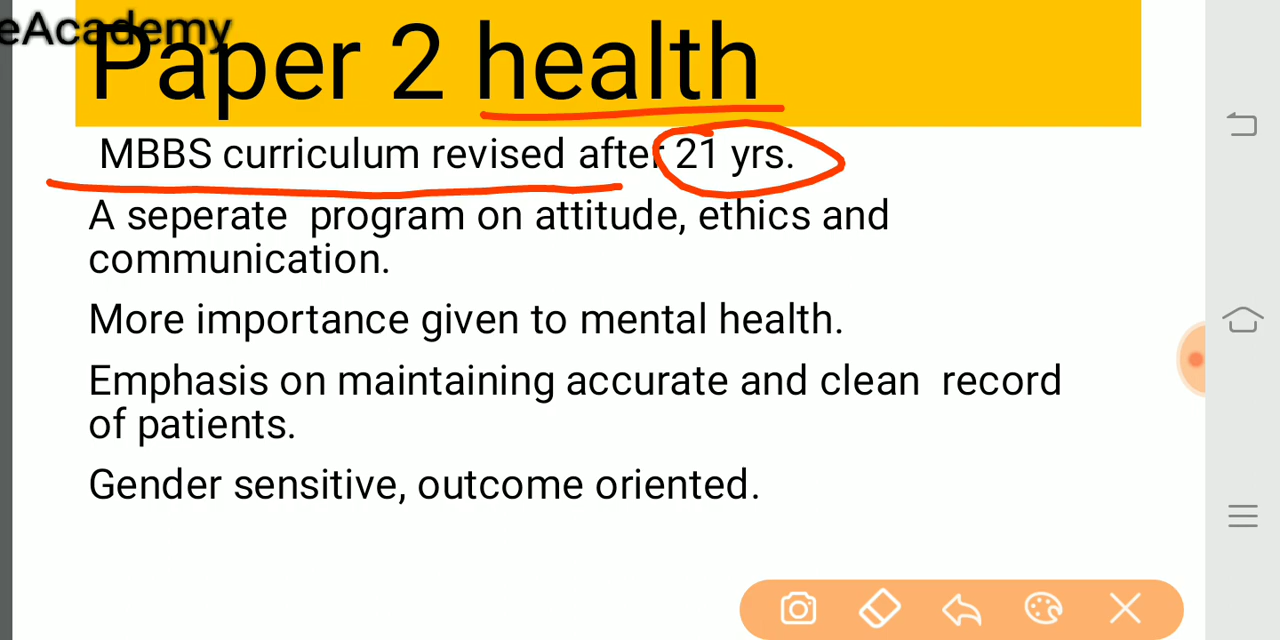 eAcademy
Paper 2 health
MBBS curriculum revised after 21 yrs.
A seperate program on attitude, ethics and
communication.
More importance given to mental health.
Emphasis on maintaining accurate and clean record
of patients.
Gender sensitive, outcome oriented.